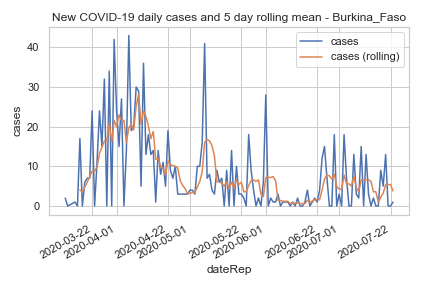 New COVID-19 daily cases and 5 day rolling mean - Burkina_Faso
cases
cases (rolling)
40
30
20
10
0
cases
2020-03-22
2020-04-01
2020-04-22
2020-05-01
2020-05-22
2020-06-01
2020-06-22
2020-07-01
2020-07-22
dateRep